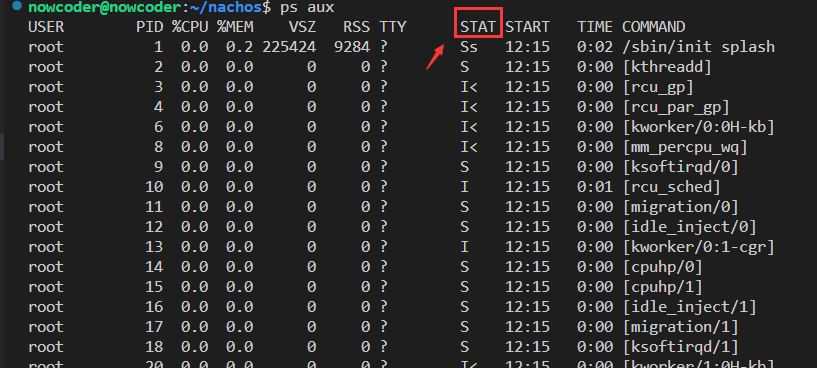 nowcoder@nowcoder:~/nachos$ ps aux
USER PID %CPU %MEM VSZ RSS TTY STAT START TIME COMMAND
root 1 0.0 0.2 225424 9284 ? Ss 12:15 0:02 /sbin/init splash
root 2 0.0 0.0 0 0 ? S 12:15 0:00 [kthreadd]
root 3 0.0 0.0 0 0 ? I< 12:15 0:00 [rcu_gp]
root 4 0.0 0.0 0 0 ? I< 12:15 0:00 [rcu_par_gp]
root 6 0.0 0.0 0 0 ? I< 12:15 0:00 [kworker/0:0H-kb]
root 8 0.0 0.0 0 0 ? I< 12:15 0:00 [mm_percpu_wq]
root 9 0.0 0.0 0 0 ? S 12:15 0:00 [ksoftirqd/0]
root 10 0.0 0.0 0 0 ? I 12:15 0:01 [rcu_sched]
root 11 0.0 0.0 0 0 ? S 12:15 0:00 [migration/0]
root 12 0.0 0.0 0 0 ? S 12:15 0:00 [idle_inject/0]
root 13 0.0 0.0 0 0 ? I 12:15 0:00 [kworker/0:1-cgr]
root 14 0.0 0.0 0 0 ? S 12:15 0:00 [cpuhp/0]
root 15 0.0 0.0 0 0 ? S 12:15 0:00 [cpuhp/1]
root 16 0.0 0.0 0 0 ? S 12:15 0:00 [idle_inject/1]
root 17 0.0 0.0 0 0 ? S 12:15 0:00 [migration/1]
root 18 0.0 0.0 0 0 ? S 12:15 0:00 [ksoftirqd/1]
root 20 0.0 0.0 0 0 ? I< 12:15 0:00 [kworker/1:0H-kb]